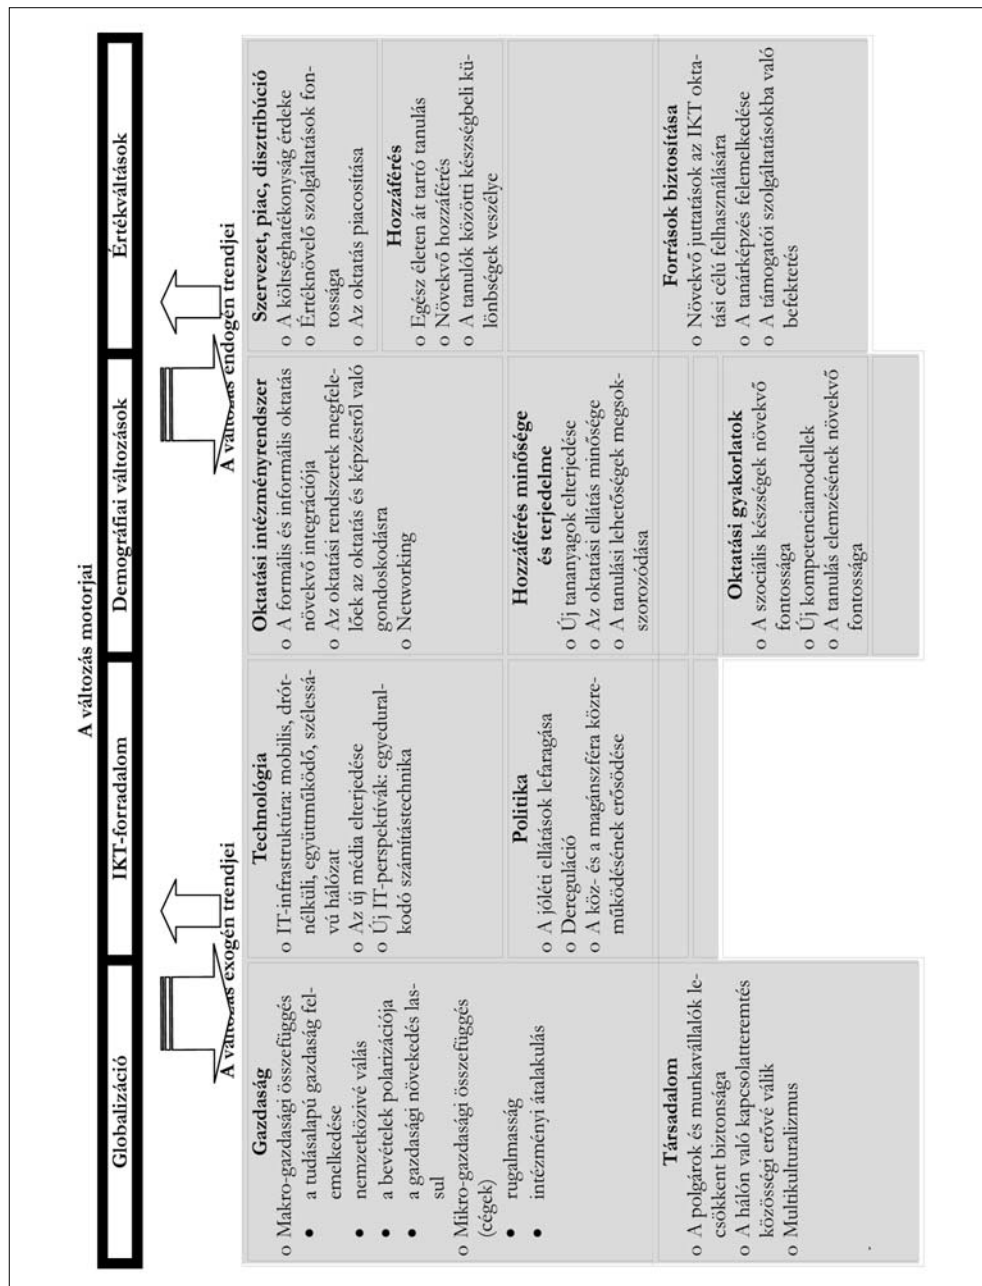 A változás motorjai
Globalizáció
IKT-forradalom
Demográfiai változások
Értékváltások
A változás exogén trendjei
A változás endogén trendjei
Gazdaság
o Makro-gazdasági összefüggés
• a tudásalapú gazdaság fel-
emelkedése
• nemzetközivé válás
• a bevételek polarizációja
• a gazdasági növekedés las-
sul
o Mikro-gazdasági összefüggés
(cégek)
• rugalmasság
• intézményi átalakulás
Társadalom
o A polgárok és munkavállalók le-
csökkent biztonsága
o A hálón való kapcsolatteremtés
közösségi erővé válik
o Multikulturalizmus
Technológia
o IT-infrastruktúra: mobilis, drót-
nélküli, együttműködő, szélessá-
vú hálózat
o Az új média elterjedése
o Új IT-perspektívák: egyedural-
kodó számítástechnika
Politika
o A jóléti ellátások lefaragása
o Dereguláció
o A köz- és a magánszféra közre-
működésének erősödése
Oktatási intézményrendszer
o A formális és informális oktatás
növekvő integrációja
o Az oktatási rendszerek megfele-
lőek az oktatás és képzésről való
gondoskodásra
o Networking
Hozzáférés minősége
és terjedelme
o Új tananyagok elterjedése
o Az oktatási ellátás minősége
o A tanulási lehetőségek megsok-
szorozódása
Oktatási gyakorlatok
o A szociális készségek növekvő
fontossága
o Új kompetenciamodellek
o A tanulás elemzésének növekvő
fontossága
Szervezet, piac, disztribúció
o A költséghatékonyság érdeke
o Értéknövelő szolgáltatások fon-
tossága
o Az oktatás piacosítása
Hozzáférés
o Egész életen át tartó tanulás
o Növekvő hozzáférés
o A tanulók közötti készségbeli kü-
lönbségek veszélye
Források biztosítása
o Növekvő juttatások az IKT okta-
tási célú felhasználására
o A tanárképzés felemelkedése
o A támogatói szolgáltatásokba való
befektetés